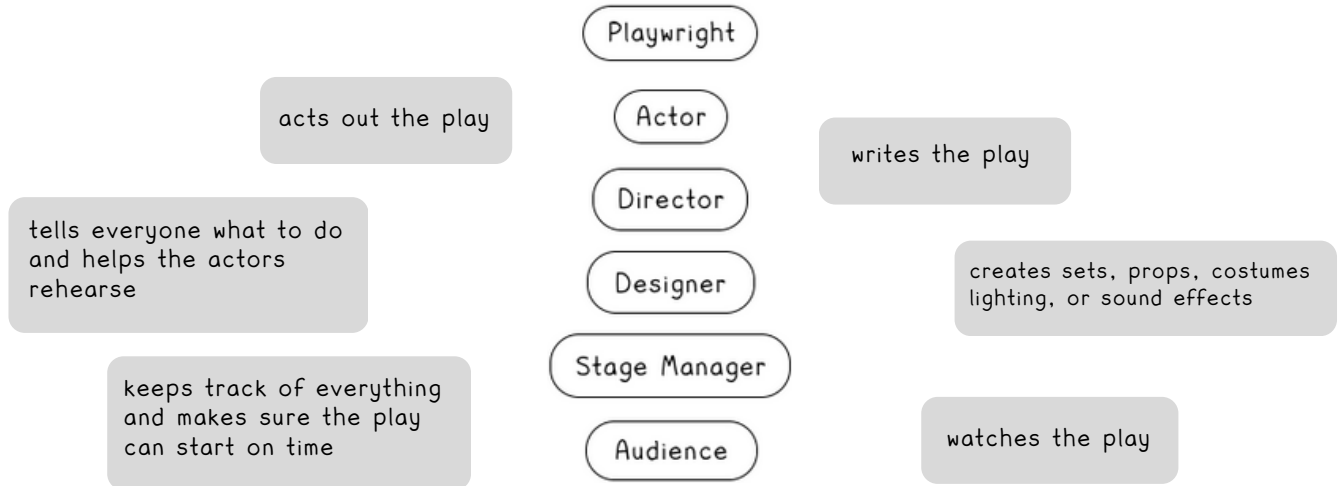 Playwright
acts out the play
Actor
writes the play
Director
tells everyone what to do
and helps the actors
rehearse
creates sets, props, costumes
lighting, or sound effects
Designer
Stage Manager
keeps track of everything
and makes sure the play
can start on time
watches the play
Audience